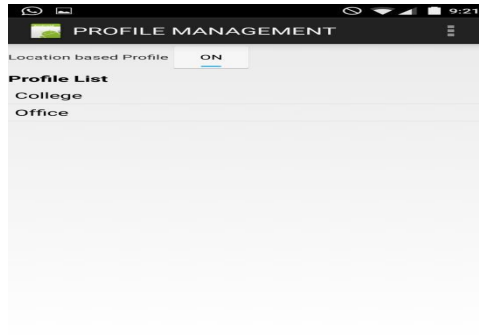 9:21
PROFILE MANAGEMENT
Location based Profile ON
Profile List
College
Office